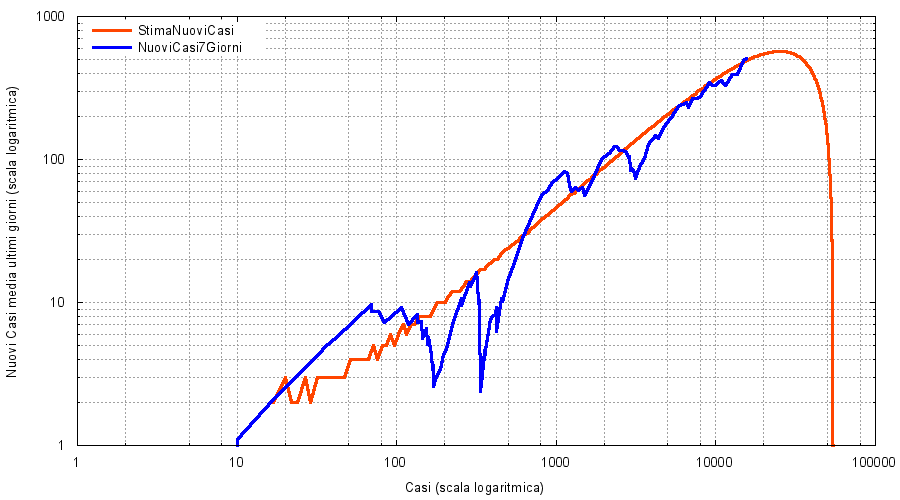 1000
StimaNuoviCasi
NuoviCasi7Giorni
100
10
1
Nuovi Casi media ultimi giorni (scala logaritmica)
1 10 100 1000 10000 100000
Casi (scala logaritmica)